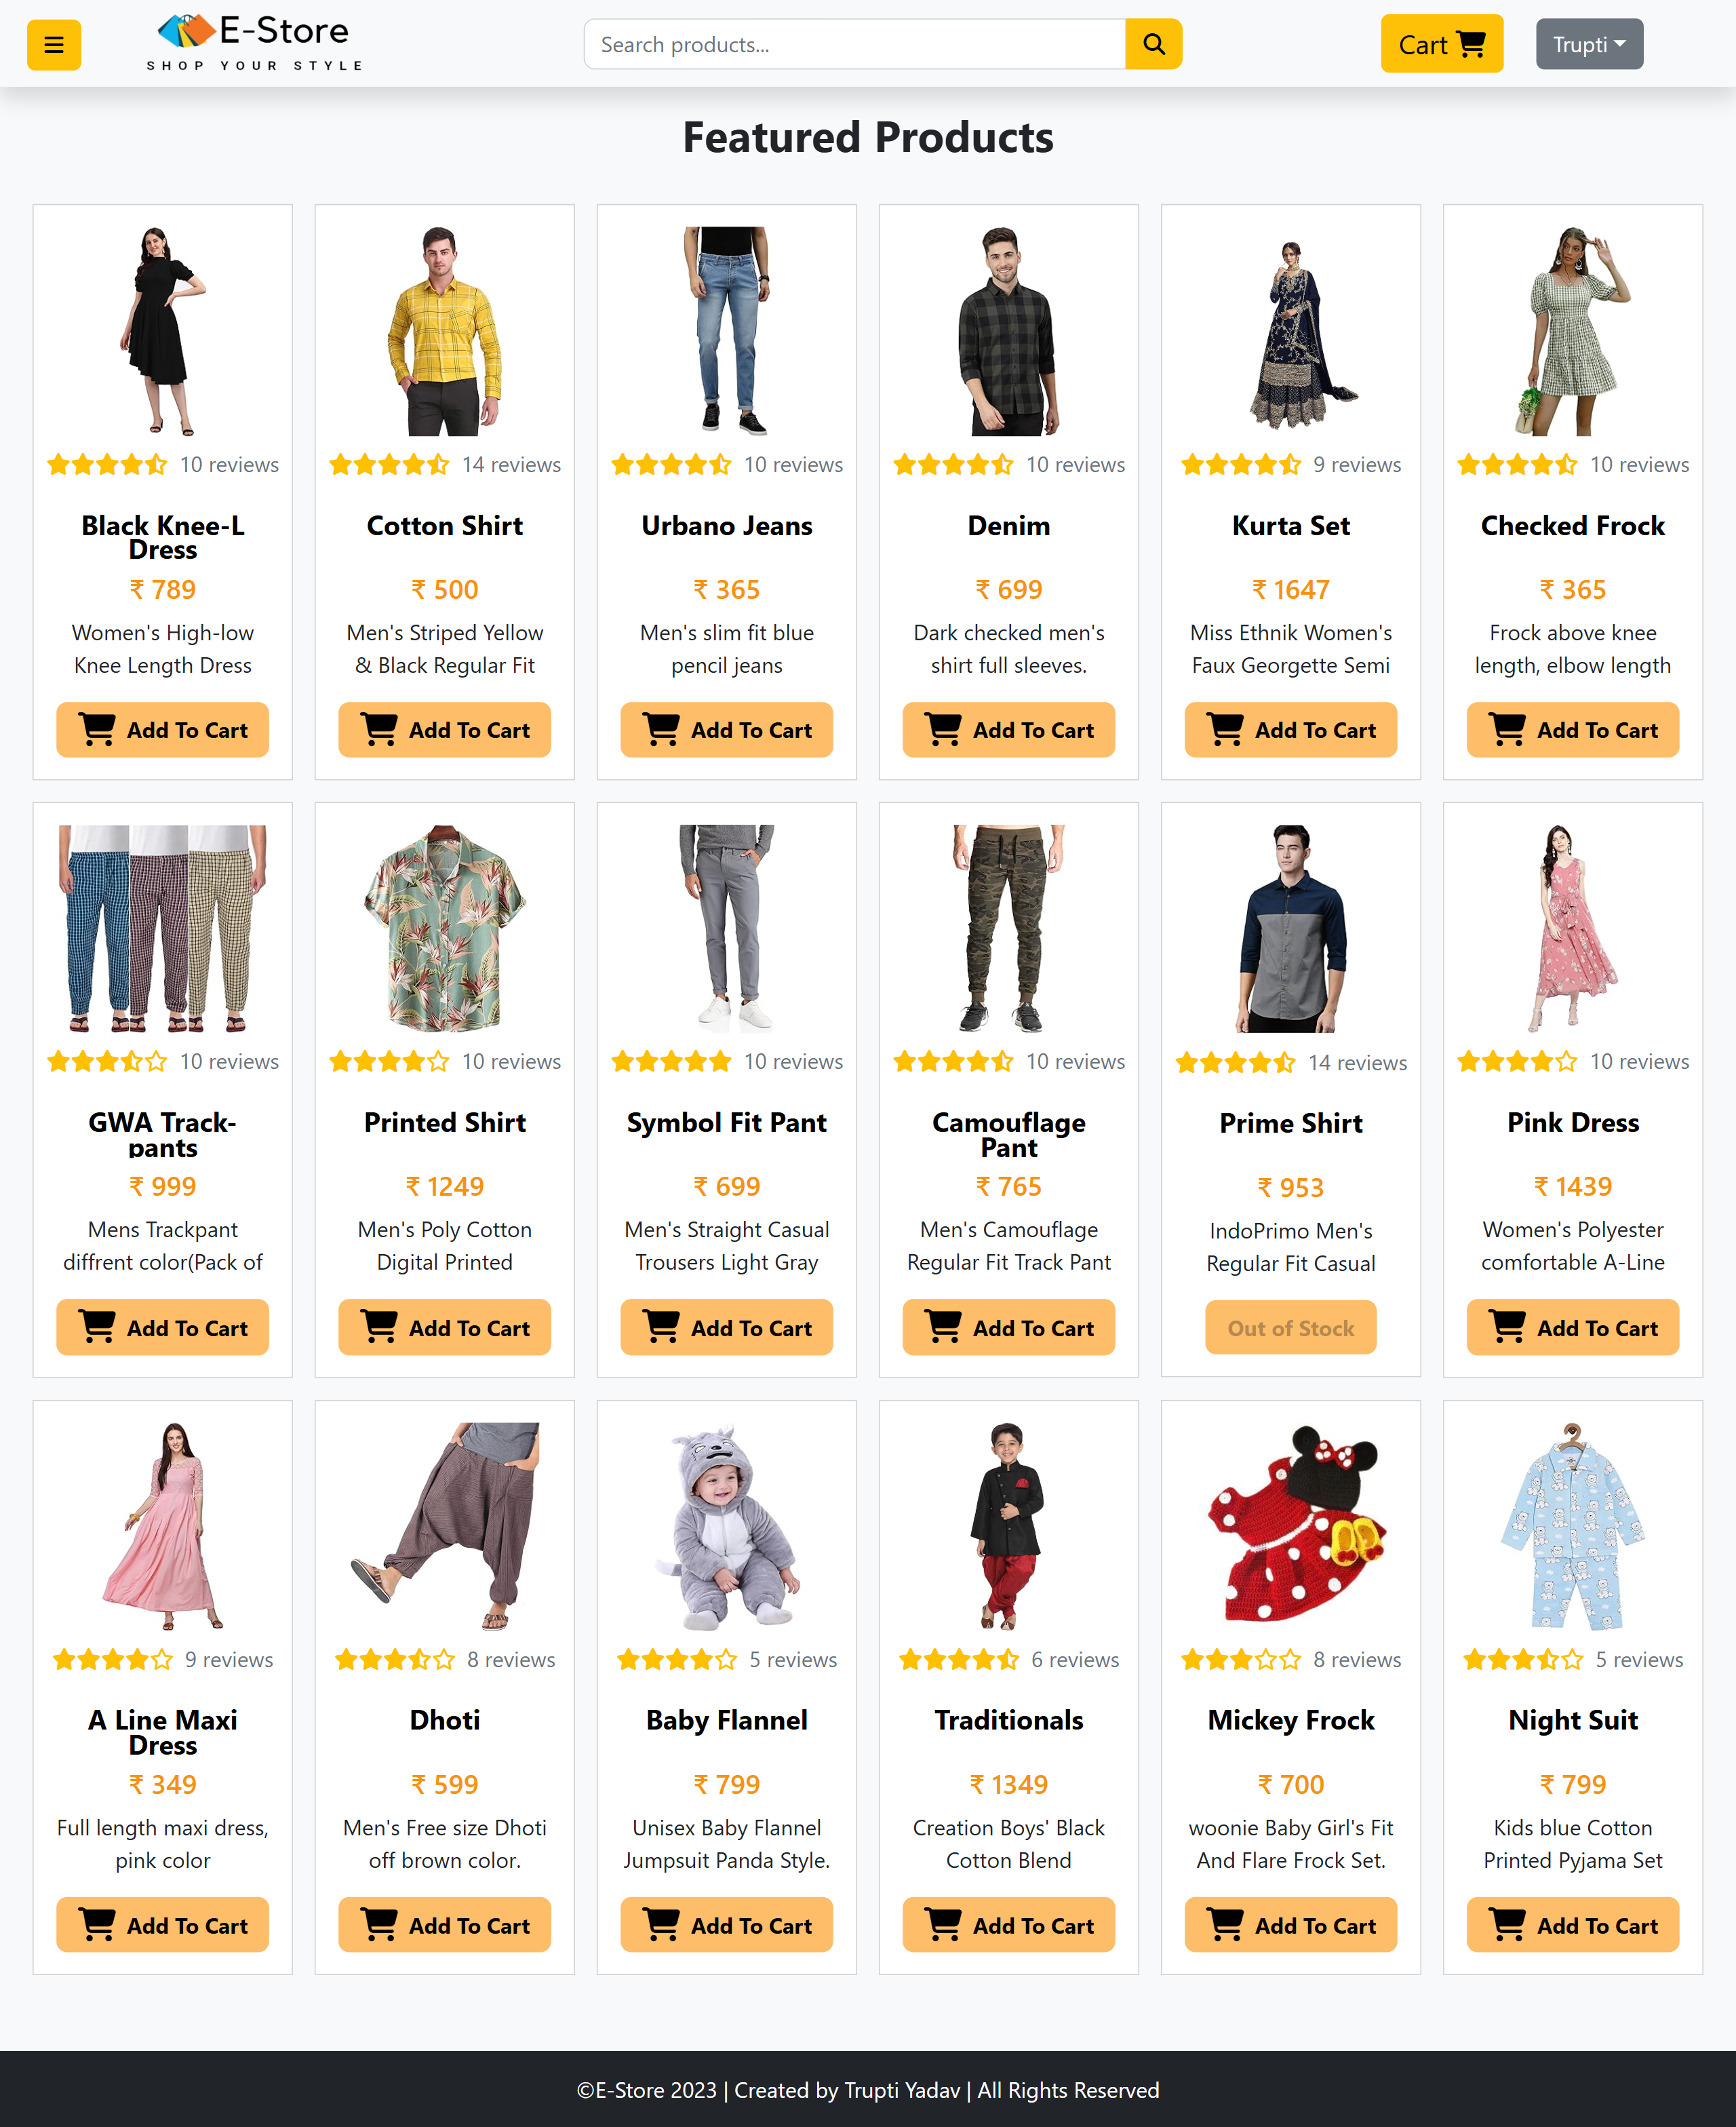 E-Store
SHOP YOUR STYLE
Search products...
Cart
Trupti
Featured Products
10 reviews
Black Knee-L
Dress
₹ 789
Women's High-low
Knee Length Dress
Add To Cart
14 reviews
Cotton Shirt
₹ 500
Men's Striped Yellow
& Black Regular Fit
Add To Cart
10 reviews
Urbano Jeans
₹ 365
Men's slim fit blue
pencil jeans
Add To Cart
10 reviews
Denim
₹ 699
Dark checked men's
shirt full sleeves.
Add To Cart
9 reviews
Kurta Set
₹ 1647
Miss Ethnik Women's
Faux Georgette Semi
Add To Cart
10 reviews
Checked Frock
₹ 365
Frock above knee
length, elbow length
Add To Cart
10 reviews
GWA Track-
pants
₹ 999
Mens Trackpant
diffrent color(Pack of
Add To Cart
10 reviews
Printed Shirt
₹ 1249
Men's Poly Cotton
Digital Printed
Add To Cart
10 reviews
Symbol Fit Pant
₹ 699
Men's Straight Casual
Trousers Light Gray
Add To Cart
10 reviews
Camouflage
Pant
₹ 765
Men's Camouflage
Regular Fit Track Pant
Add To Cart
14 reviews
Prime Shirt
₹ 953
IndoPrimo Men's
Regular Fit Casual
Out of Stock
10 reviews
Pink Dress
₹ 1439
Women's Polyester
comfortable A-Line
Add To Cart
9 reviews
A Line Maxi
Dress
₹ 349
Full length maxi dress,
pink color
Add To Cart
8 reviews
Dhoti
₹ 599
Men's Free size Dhoti
off brown color.
Add To Cart
5 reviews
Baby Flannel
₹ 799
Unisex Baby Flannel
Jumpsuit Panda Style.
Add To Cart
6 reviews
Traditionals
₹ 1349
Creation Boys' Black
Cotton Blend
Add To Cart
8 reviews
Mickey Frock
₹ 700
woonie Baby Girl's Fit
And Flare Frock Set.
Add To Cart
5 reviews
Night Suit
₹ 799
Kids blue Cotton
Printed Pyjama Set
Add To Cart
©E-Store 2023 | Created by Trupti Yadav | All Rights Reserved